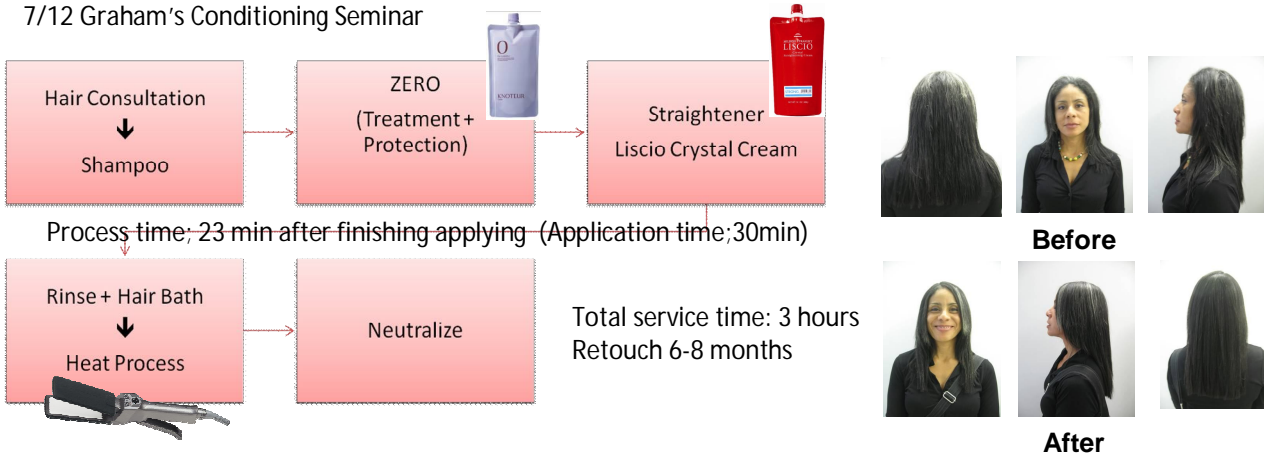 7/12 Graham's Conditioning Seminar
Hair Consultation
Shampoo
ZERO
(Treatment +
Protection)
O
KNOTEUR
LISCIO
Straightener
Liscio Crystal Cream
Process time; 23 min after finishing applying (Application time;30min)
Before
Rinse + Hair Bath
Heat Process
Neutralize
Total service time: 3 hours
Retouch 6-8 months
After